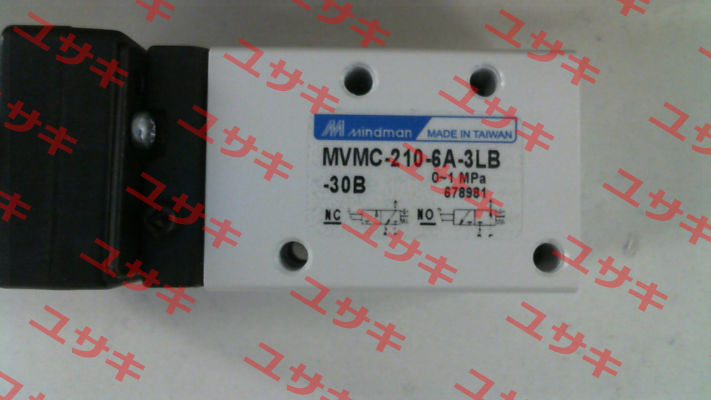 Mindman MADE IN TAIWAN
MVMC-210-6A-3LB
-30B 0~1 MPa
678981
NC NO
ユサキ